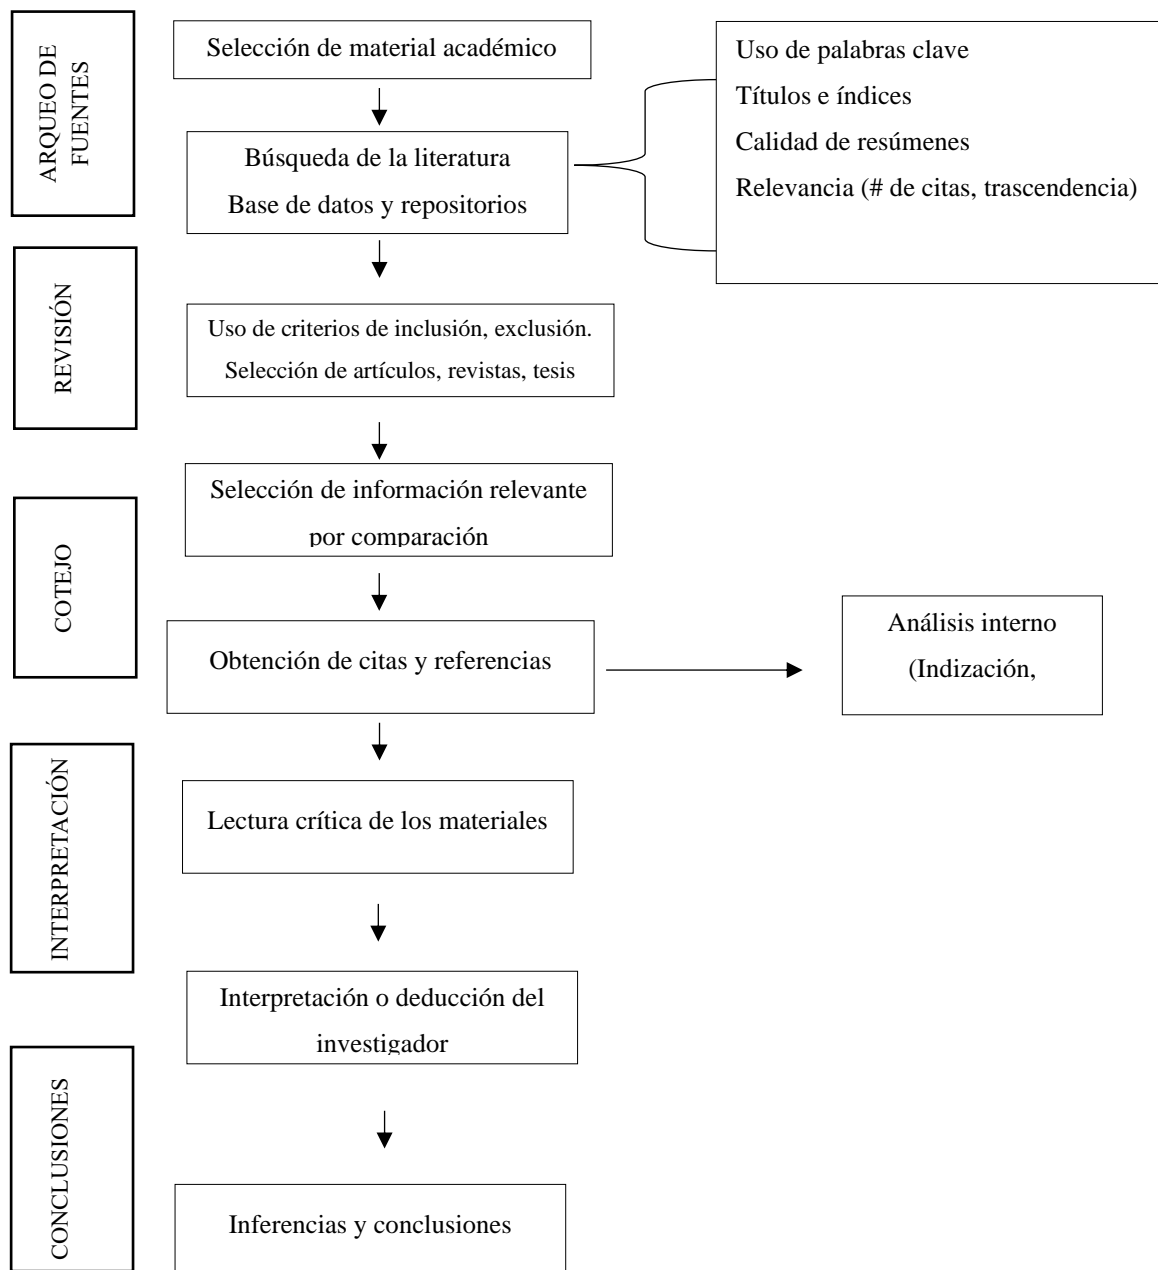 ARQUEO DE
FUENTES
Selección de material académico
Búsqueda de la literatura
Base de datos y repositorios
Uso de palabras clave
Títulos e índices
Calidad de resúmenes
Relevancia (# de citas, trascendencia)
REVISIÓN
Uso de criterios de inclusión, exclusión.
Selección de artículos, revistas, tesis
COTEJO
Selección de información relevante
por comparación
Obtención de citas y referencias
Análisis interno
(Indización,
INTERPRETACIÓN
Lectura crítica de los materiales
Interpretación o deducción del
investigador
CONCLUSIONES
Inferencias y conclusiones